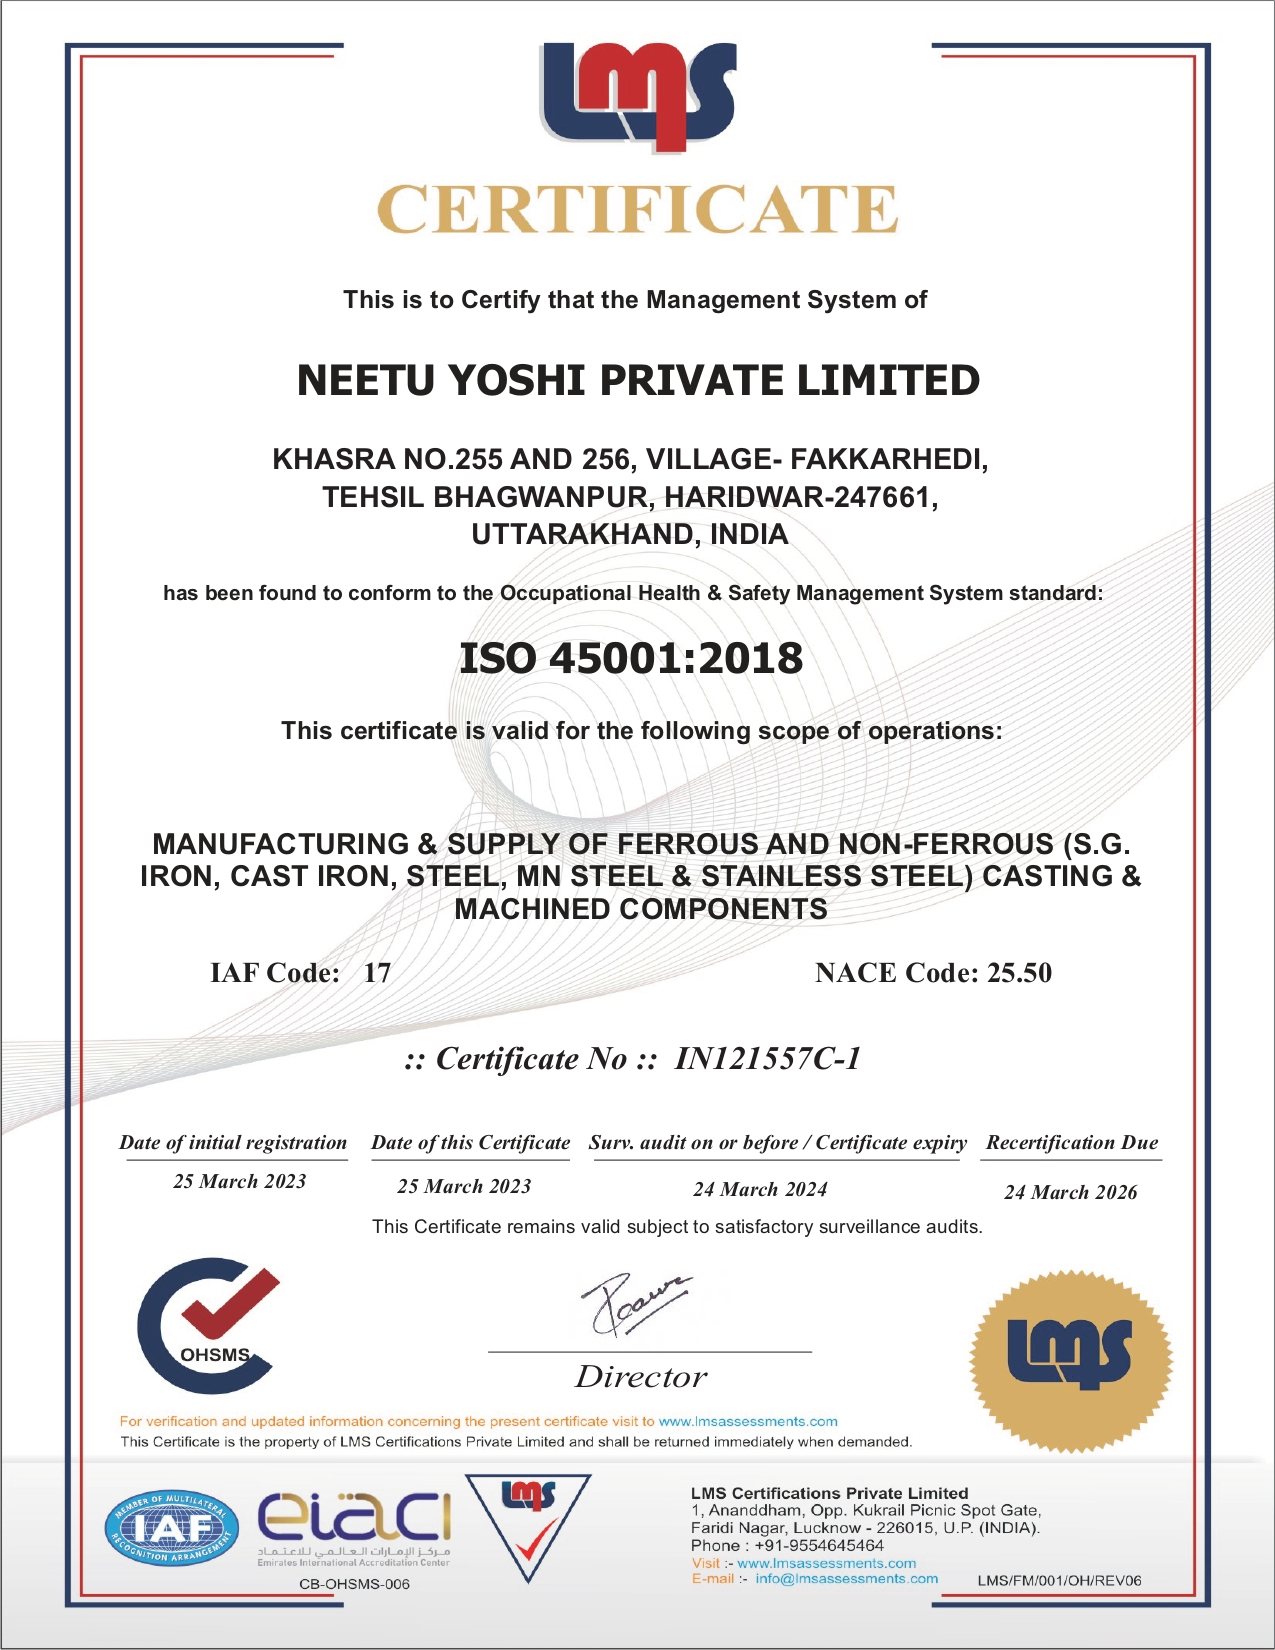 LMS
CERTIFICATE
This is to Certify that the Management System of
NEETU YOSHI PRIVATE LIMITED
KHASRA NO.255 AND 256, VILLAGE- FAKKARHEDI,
TEHSIL BHAGWANPUR, HARIDWAR-247661,
UTTARAKHAND, INDIA
has been found to conform to the Occupational Health & Safety Management System standard:
ISO 45001:2018
This certificate is valid for the following scope of operations:
MANUFACTURING & SUPPLY OF FERROUS AND NON-FERROUS (S.G.
IRON, CAST IRON, STEEL, MN STEEL & STAINLESS STEEL) CASTING &
MACHINED COMPONENTS
IAF Code: 17 NACE Code: 25.50
:: Certificate No :: IN121557C-1
Date of initial registration Date of this Certificate Surv. audit on or before / Certificate expiry Recertification Due
25 March 2023 25 March 2023 24 March 2024 24 March 2026
This Certificate remains valid subject to satisfactory surveillance audits.
OHSMS
LMS
Director
For verification and updated information concerning the present certificate visit to www.lmsassessments.com
This Certificate is the property of LMS Certifications Private Limited and shall be returned immediately when demanded.
MEMBER OF MULTILATERAL
IAF
RECOGNITION ARRANGEMENT
eiac
مركز الإمارات العالمي للاعتماد
Emirates International Accreditation Center
CB-OHSMS-006
LMS
LMS Certifications Private Limited
1, Ananddham, Opp. Kukrail Picnic Spot Gate,
Faridi Nagar, Lucknow - 226015, U.P. (INDIA).
Phone : +91-9554645464
Visit :- www.lmsassessments.com
E-mail :- info@lmsassessments.com
LMS/FM/001/OH/REV06